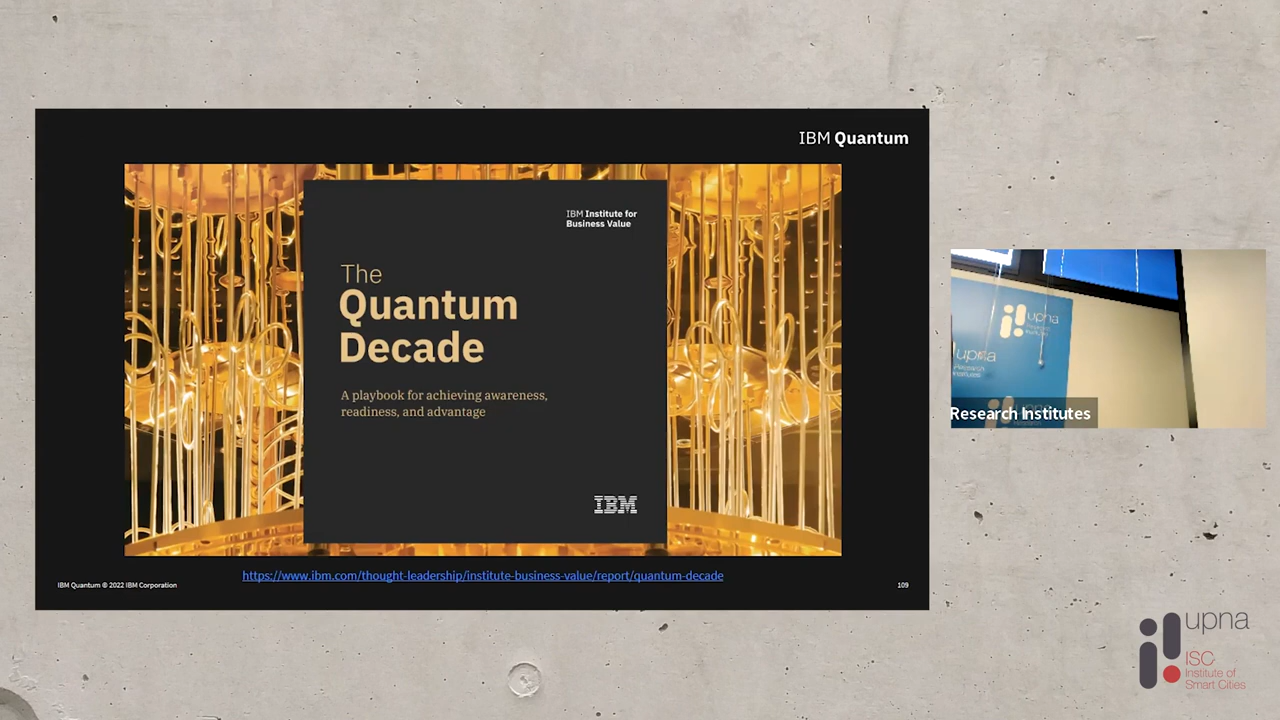 IBM Quantum
IBM Institute for
Business Value
The
Quantum
Decade
A playbook for achieving awareness,
readiness, and advantage
IBM
https://www.ibm.com/thought-leadership/institute-business-value/report/quantum-decade
IBM Quantum © 2022 IBM Corporation
109
upna
upna
Research Institutes
upna
ISC
Institute of
Smart Cities